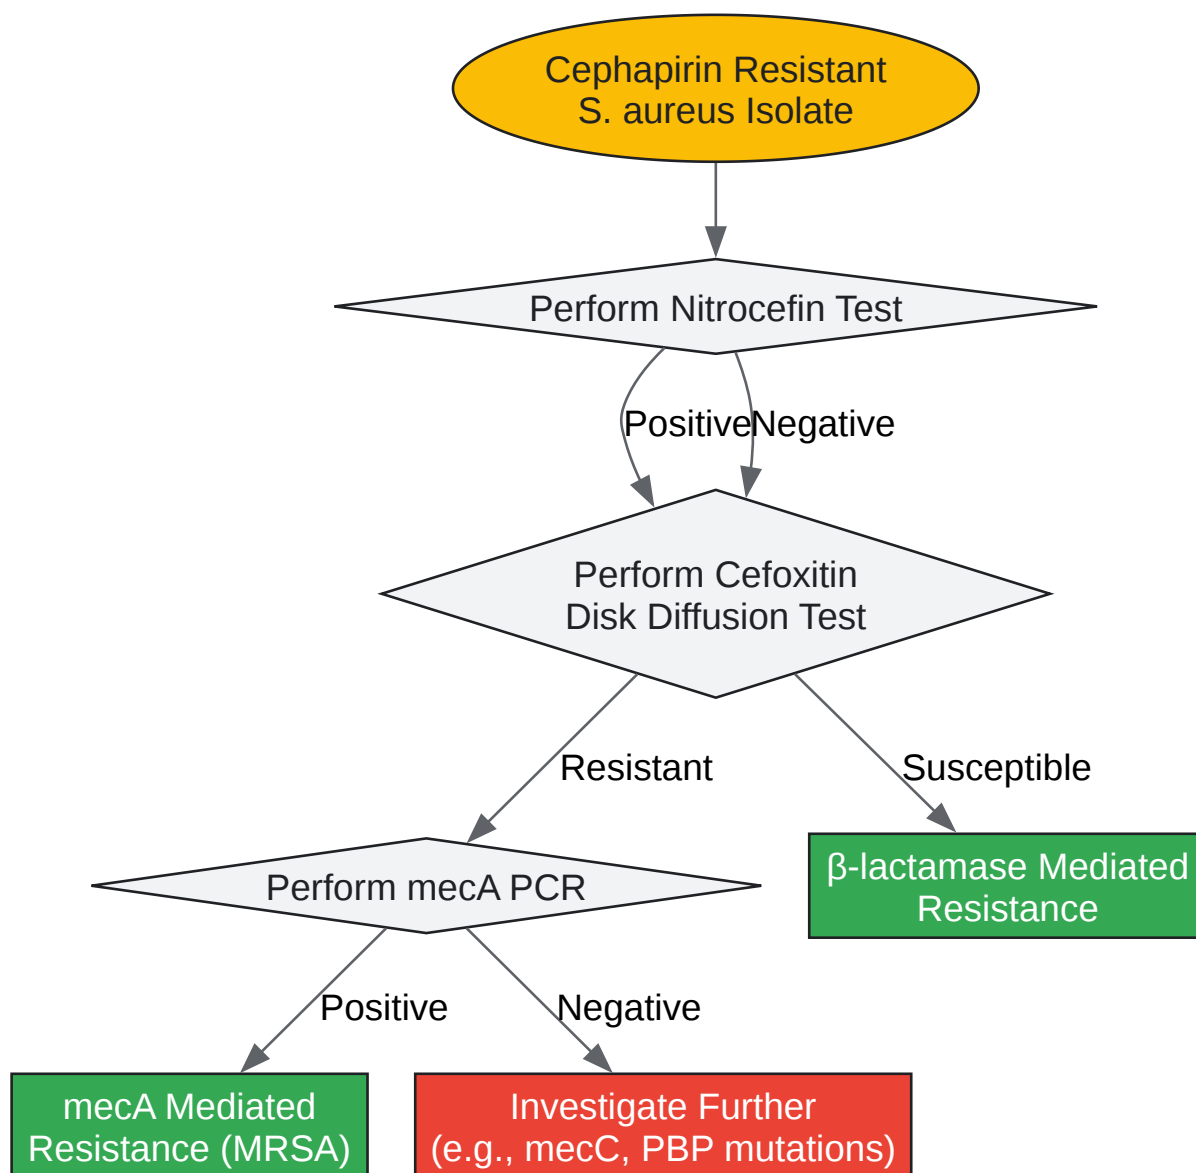 Cephapirin Resistant
S. aureus Isolate
Perform Nitrocefin Test
Positive
Negative
Perform Cefoxitin
Disk Diffusion Test
Resistant
Susceptible
Perform mecA PCR
β-lactamase Mediated
Resistance
Positive
Negative
mecA Mediated
Resistance (MRSA)
Investigate Further
(e.g., mecC, PBP mutations)